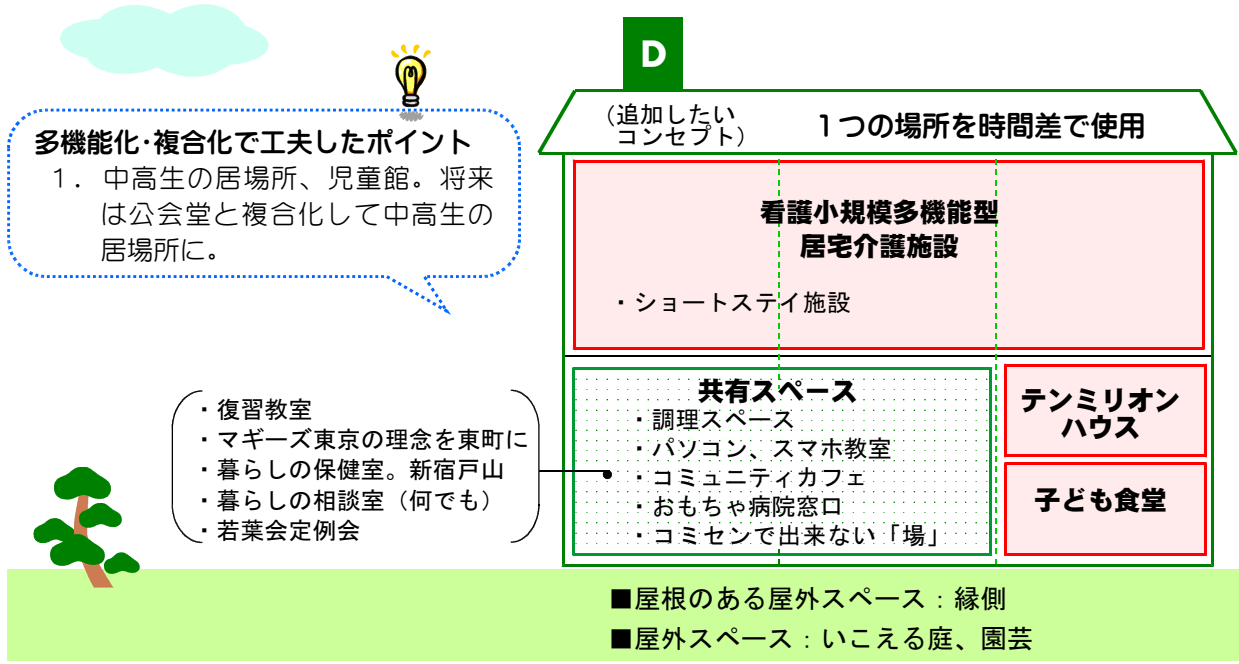 多機能化・複合化で工夫したポイント
１．中高生の居場所、児童館。将来
は公会堂と複合化して中高生の
居場所に。
D
（追加したい
コンセプト）
１つの場所を時間差で使用
看護小規模多機能型
居宅介護施設
・ショートステイ施設
・復習教室
・マギーズ東京の理念を東町に
・暮らしの保健室。新宿戸山
・暮らしの相談室（何でも）
・若葉会定例会
共有スペース
・調理スペース
・パソコン、スマホ教室
・コミュニティカフェ
・おもちゃ病院窓口
・コミセンで出来ない「場」
テンミリオン
ハウス
子ども食堂
■屋根のある屋外スペース：縁側
■屋外スペース：いこえる庭、園芸